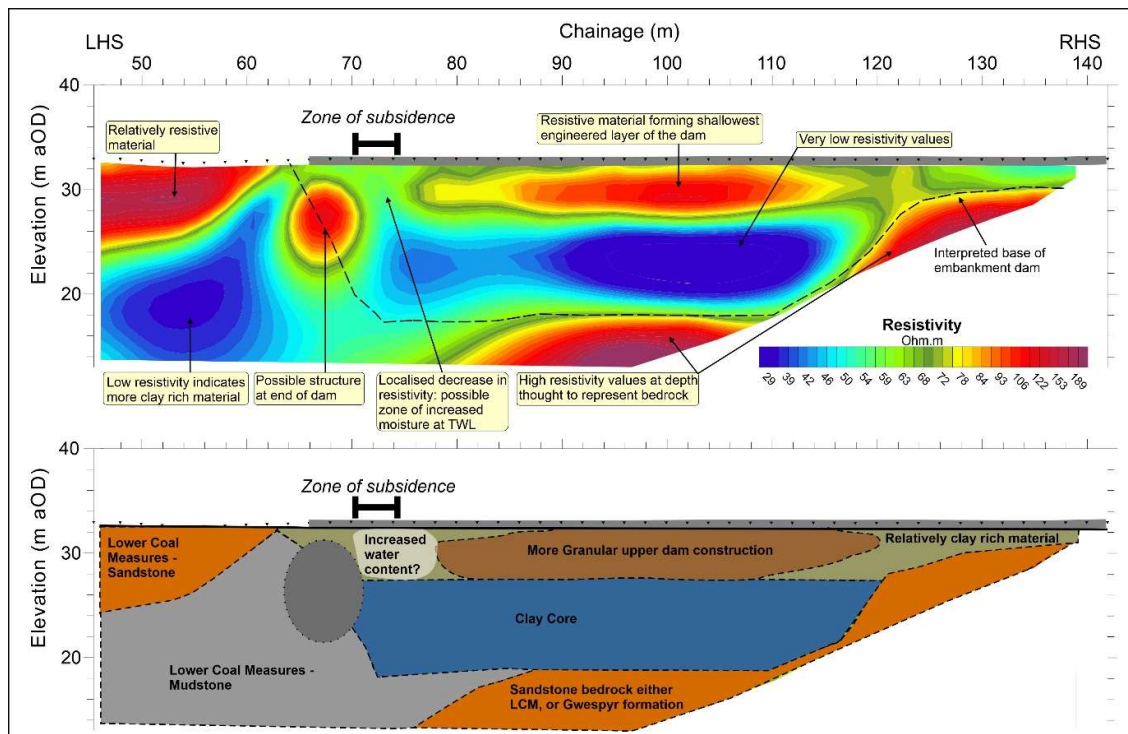 LHS
Chainage (m)
RHS
50 60 70 80 90 100 110 120 130 140
40
30
20
Elevation (m aOD)
Zone of subsidence
Relatively resistive
material
Resistive material forming shallowest
engineered layer of the dam
Very low resistivity values
Interpreted base of
embankment dam
Resistivity
Ohm.m
29 39 42 46 50 54 59 63 68 72 78 84 93 106 122 153 189
Low resistivity indicates
more clay rich material
Possible structure
at end of dam
Localised decrease in
resistivity: possible
zone of increased
moisture at TWL
High resistivity values at depth
thought to represent bedrock
40
30
20
Elevation (m aOD)
Zone of subsidence
Lower Coal
Measures -
Sandstone
Increased
water
content?
More Granular upper dam construction
Relatively clay rich material
Clay Core
Lower Coal Measures -
Mudstone
Sandstone bedrock either
LCM, or Gwespyr formation